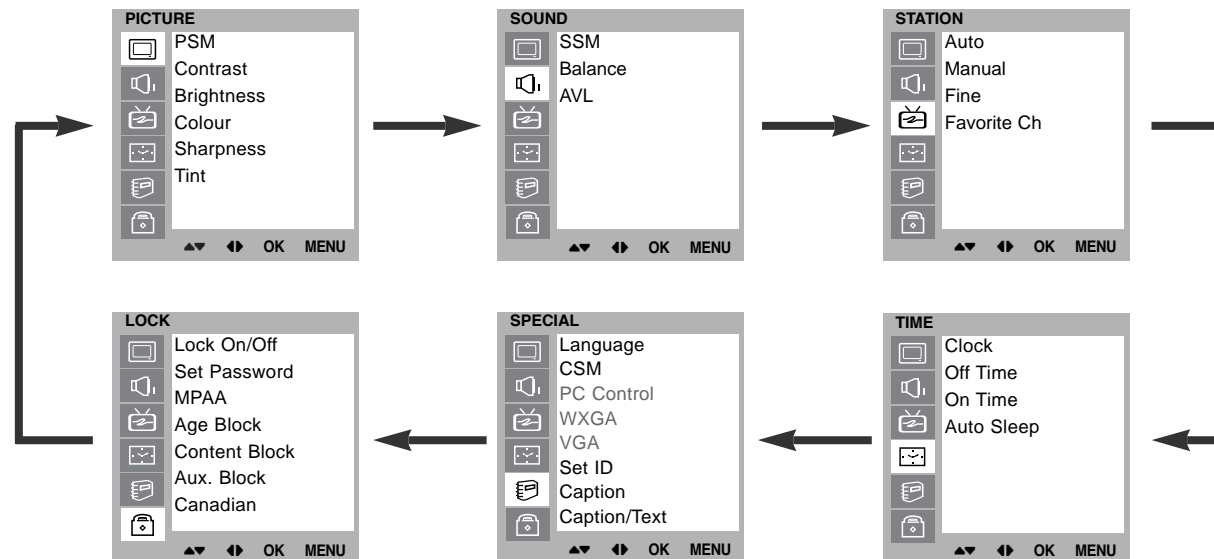 PICTURE
PSM
Contrast
Brightness
Colour
Sharpness
Tint
OK MENU
SOUND
SSM
Balance
AVL
OK MENU
STATION
Auto
Manual
Fine
Favorite Ch
OK MENU
LOCK
Lock On/Off
Set Password
MPAA
Age Block
Content Block
Aux. Block
Canadian
OK MENU
SPECIAL
Language
CSM
PC Control
WXGA
VGA
Set ID
Caption
Caption/Text
OK MENU
TIME
Clock
Off Time
On Time
Auto Sleep
OK MENU